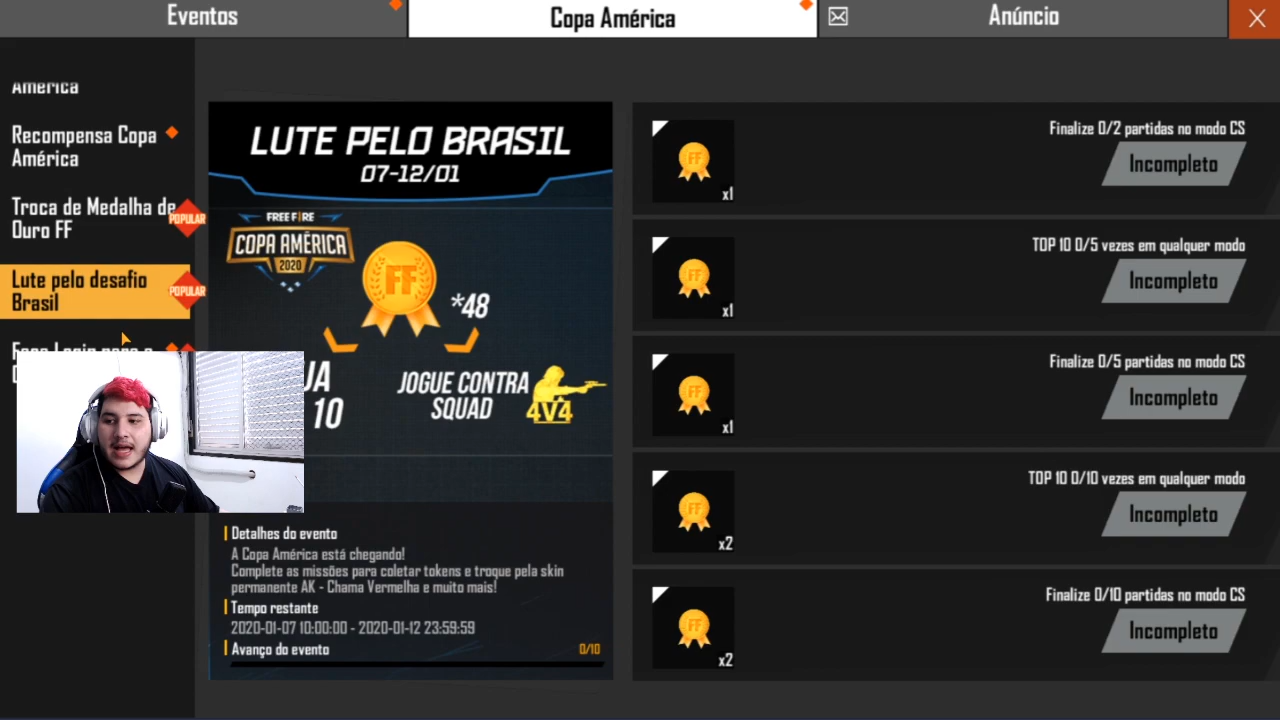 Eventos
Copa América
Anúncio
América
Recompensa Copa
América
Troca de Medalha de
Ouro FF
POPULAR
Lute pelo desafio
Brasil
POPULAR
LUTE PELO BRASIL
07-12/01
FREE FIRE
COPA AMÉRICA
2020
FF
*48
10
JOGUE CONTRA
SQUAD
4V4
Detalhes do evento
A Copa América está chegando!
Complete as missões para coletar tokens e troque pela skin
permanente AK - Chama Vermelha e muito mais!
Tempo restante
2020-01-07 10:00:00 - 2020-01-12 23:59:59
Avanço do evento
0/10
Finalize 0/2 partidas no modo CS
FF
x1
Incompleto
TOP 10 0/5 vezes em qualquer modo
FF
x1
Incompleto
Finalize 0/5 partidas no modo CS
FF
x1
Incompleto
TOP 10 0/10 vezes em qualquer modo
FF
x2
Incompleto
Finalize 0/10 partidas no modo CS
FF
x2
Incompleto